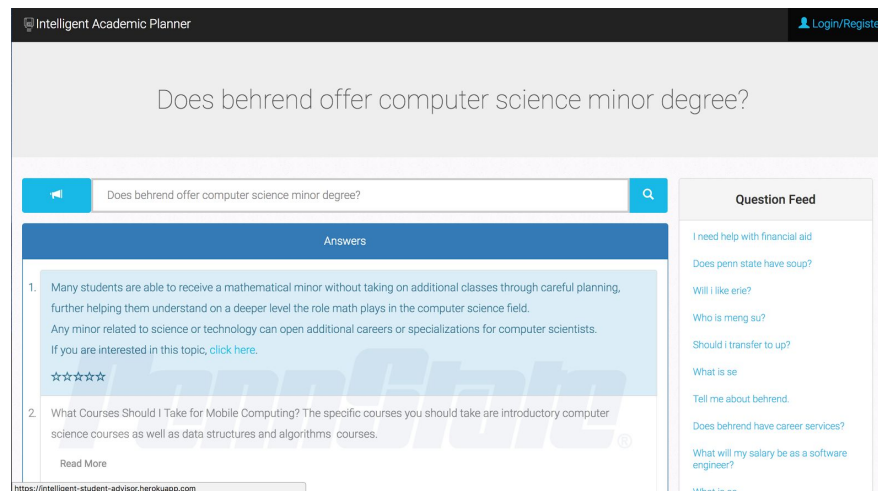 Intelligent Academic Planner
Login/Registe
Does behrend offer computer science minor degree?
Does behrend offer computer science minor degree?
Answers
1. Many students are able to receive a mathematical minor without taking on additional classes through careful planning,
further helping them understand on a deeper level the role math plays in the computer science field.
Any minor related to science or technology can open additional careers or specializations for computer scientists.
If you are interested in this topic, click here.
2. What Courses Should I Take for Mobile Computing? The specific courses you should take are introductory computer
science courses as well as data structures and algorithms courses.
Read More
PennState
®
https://intelligent-student-advisor.herokuapp.com
Question Feed
I need help with financial aid
Does penn state have soup?
Will i like erie?
Who is meng su?
Should i transfer to up?
What is se
Tell me about behrend.
Does behrend have career services?
What will my salary be as a software
engineer?